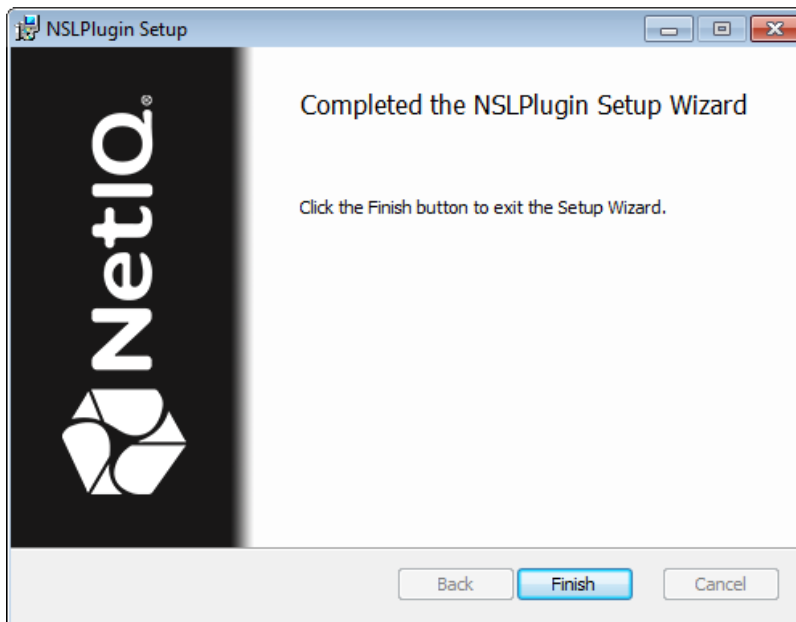 NSLPlugin Setup
NetIQ®
Completed the NSLPlugin Setup Wizard
Click the Finish button to exit the Setup Wizard.
Back
Finish
Cancel